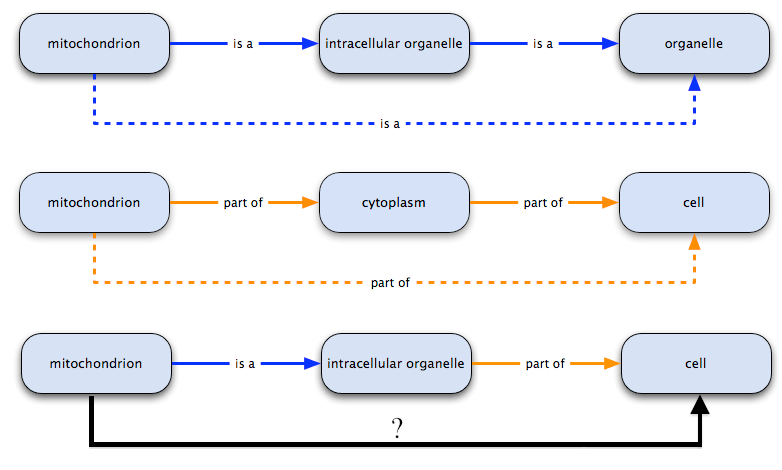 mitochondrion is a intracellular organelle is a organelle
is a
mitochondrion part of cytoplasm part of cell
part of
mitochondrion is a intracellular organelle part of cell
?